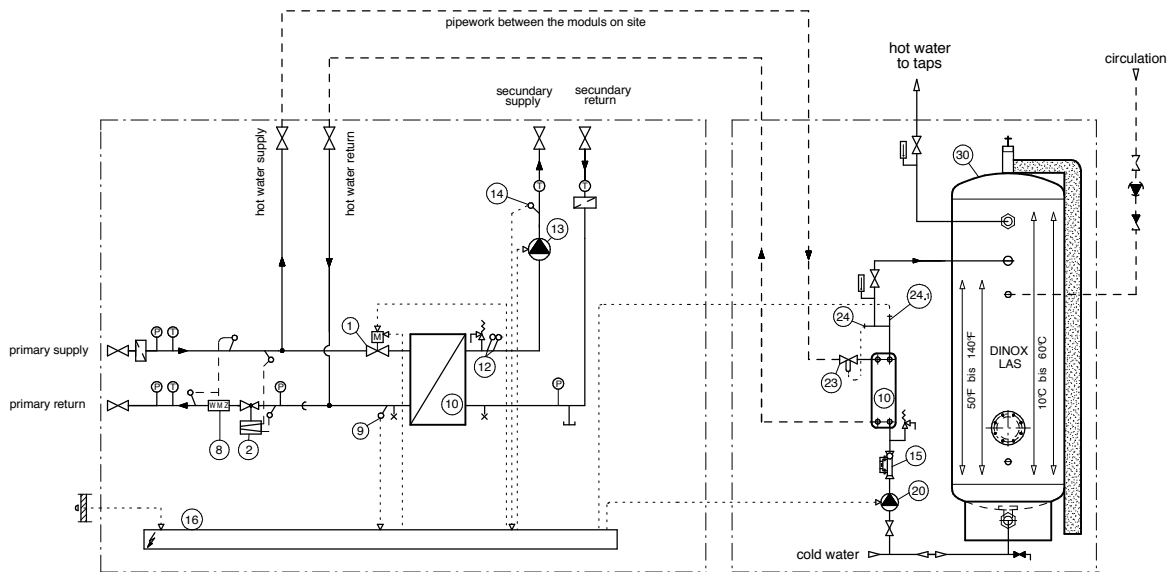 pipework between the moduls on site
hot water
to taps
circulation
secundary
supply
secundary
return
hot water supply
hot water return
30
14
T
T
13
24.1
24
P
T
1
M
primary supply
12
23
DINOX
LAS
50°F bis 140°F
10°C bis 60°C
P
T
P
P
primary return
WMZ
10
10
8
2
9
15
20
16
cold water